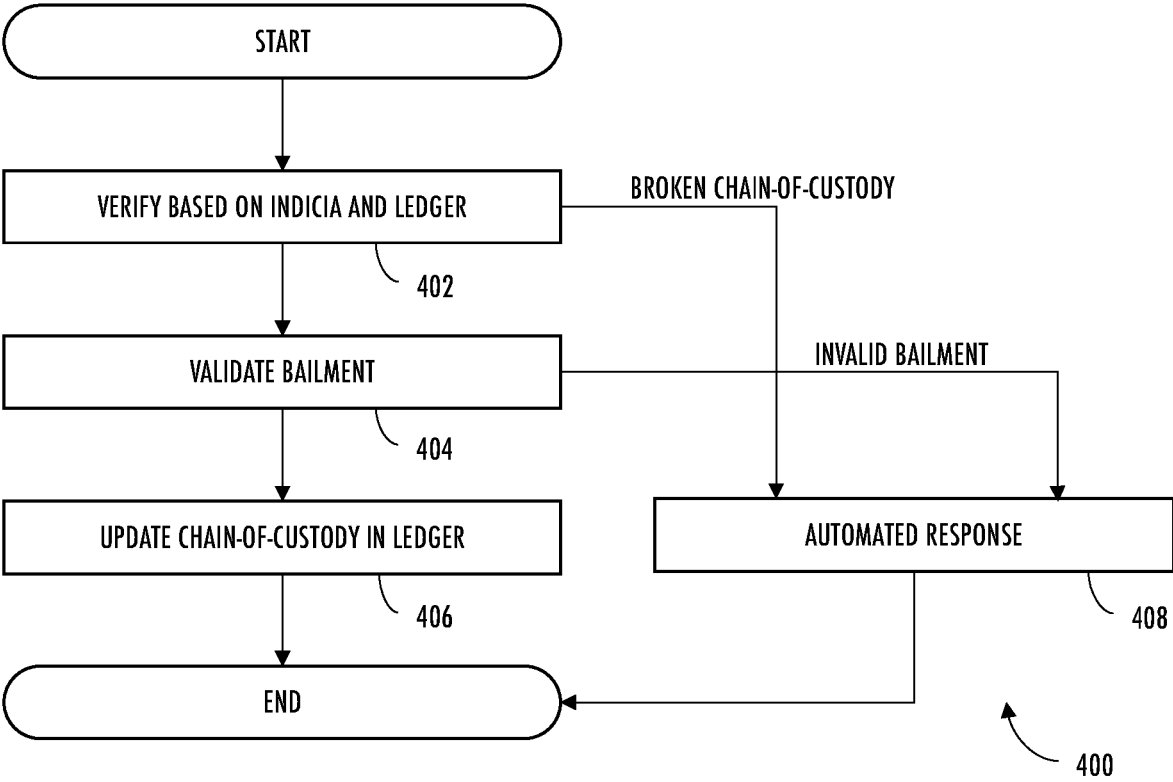 START
VERIFY BASED ON INDICIA AND LEDGER
BROKEN CHAIN-OF-CUSTODY
402
VALIDATE BAILMENT
INVALID BAILMENT
404
UPDATE CHAIN-OF-CUSTODY IN LEDGER
AUTOMATED RESPONSE
406
408
END
400